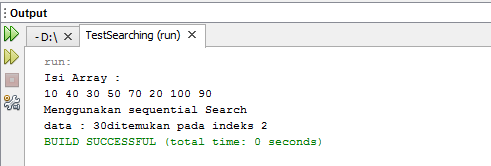 Output
-D:\ x TestSearching (run) x
run:
Isi Array :
10 40 30 50 70 20 100 90
Menggunakan sequential Search
data : 30ditemukan pada indeks 2
BUILD SUCCESSFUL (total time: 0 seconds)